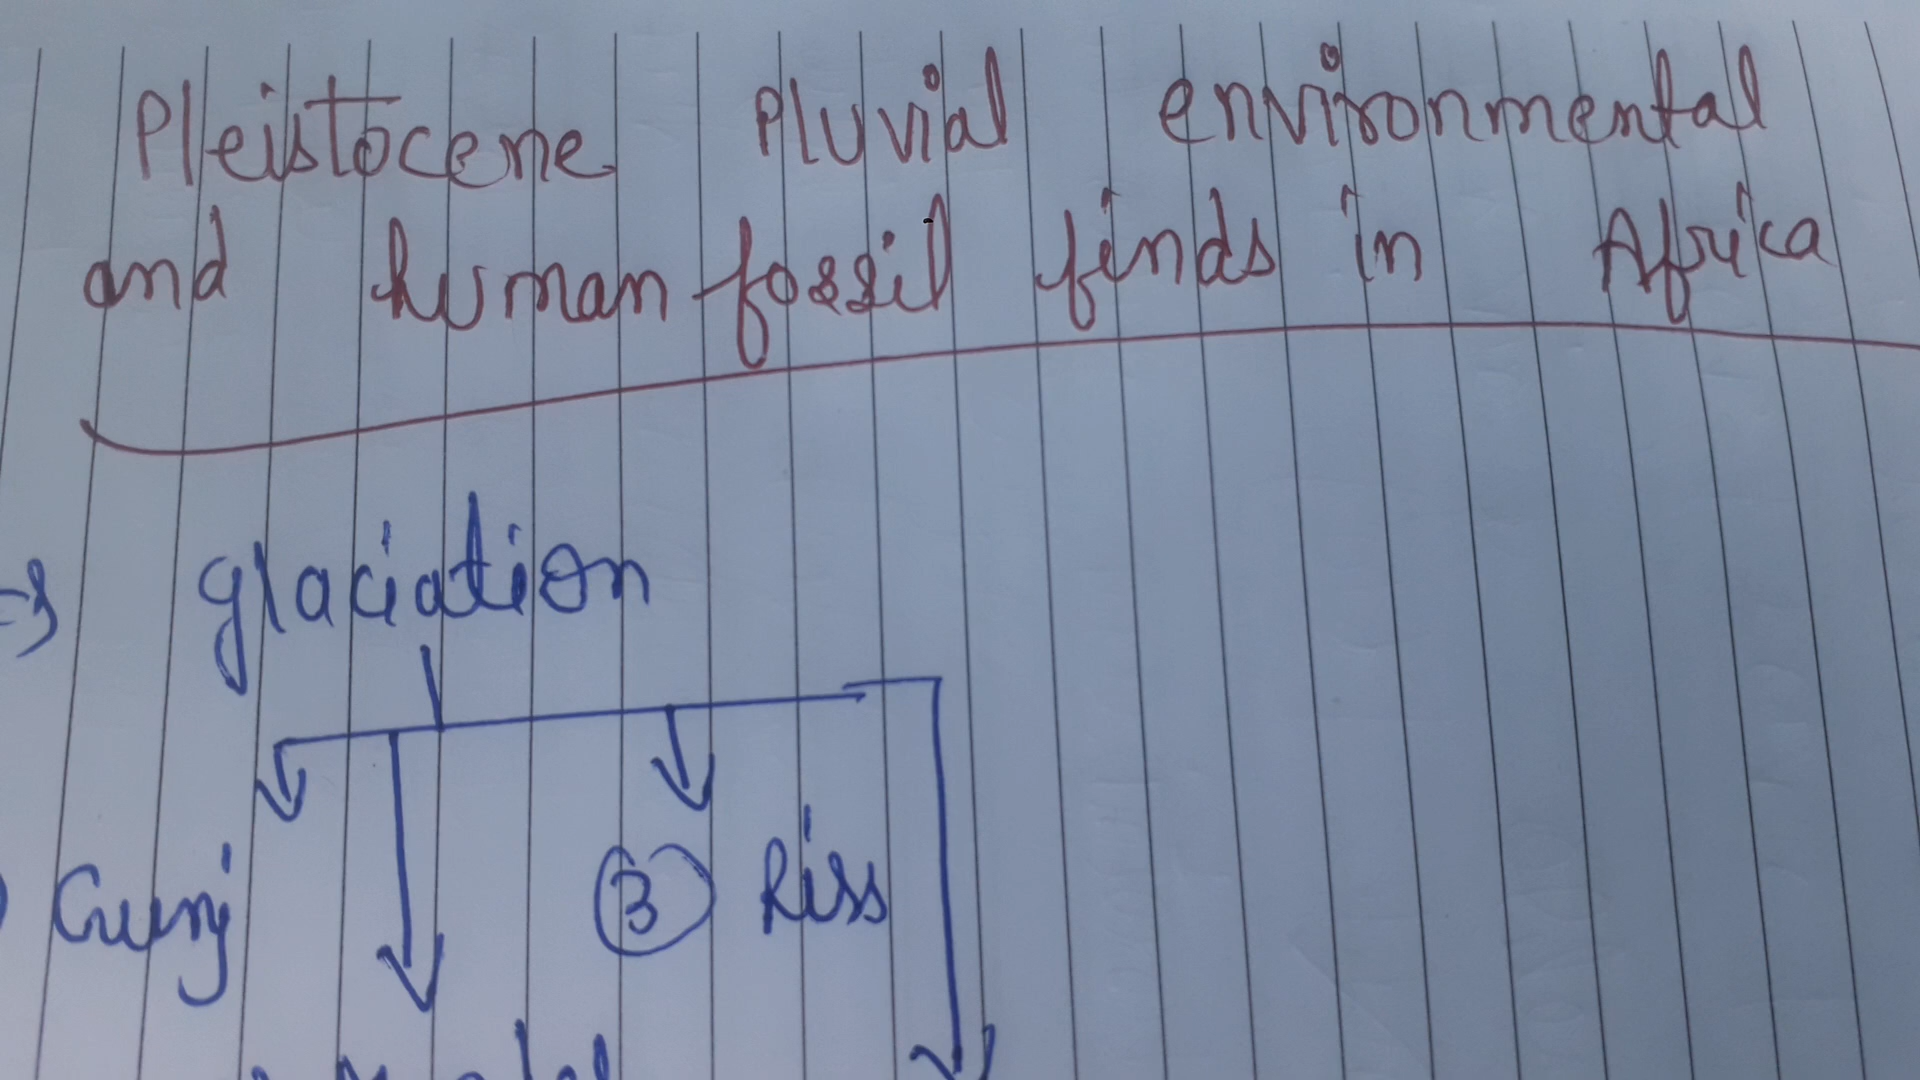 Pleistocene Pluvial environmental
and human fossil finds in Africa
⇒ glaciation
Gunj
③ Riss